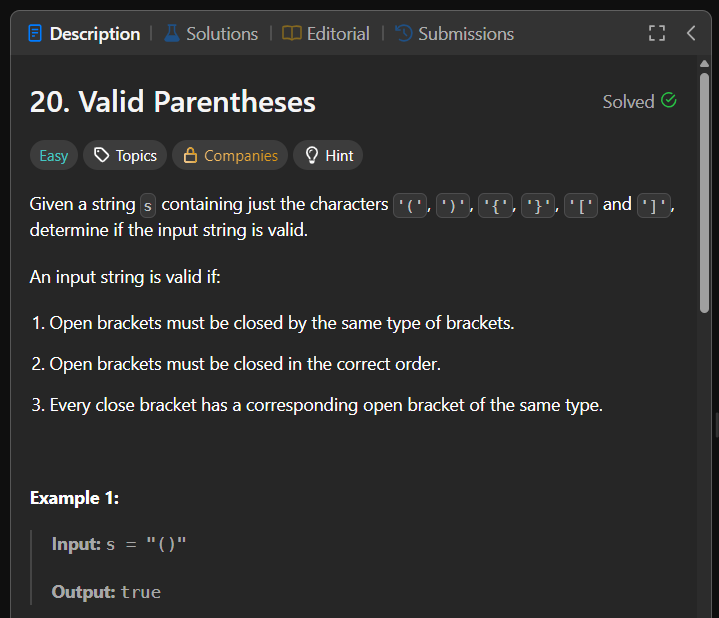 Description | Solutions | Editorial | Submissions
20. Valid Parentheses
Solved
Easy Topics Companies Hint
Given a string s containing just the characters '(', ')', '{', '}', '[' and ']',
determine if the input string is valid.
An input string is valid if:
1. Open brackets must be closed by the same type of brackets.
2. Open brackets must be closed in the correct order.
3. Every close bracket has a corresponding open bracket of the same type.
Example 1:
Input: s = "()"
Output: true